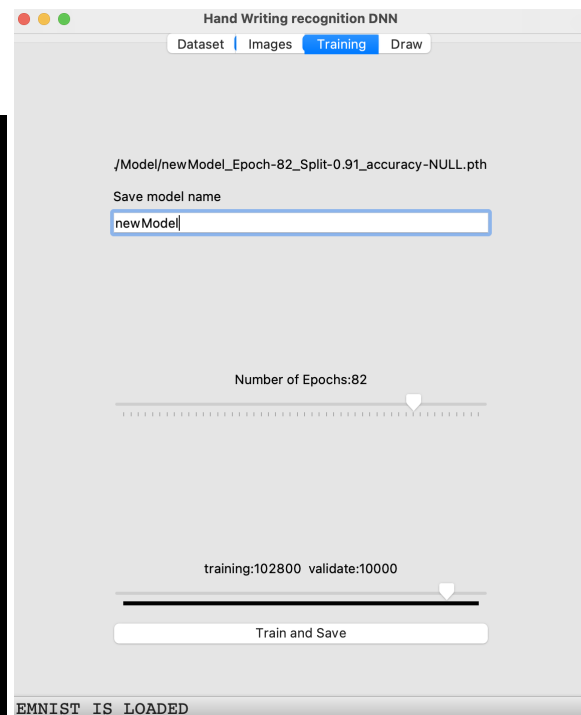 Hand Writing recognition DNN
Dataset Images Training Draw
./Model/newModel_Epoch-82_Split-0.91_accuracy-NULL.pth
Save model name
newModel
Number of Epochs:82
training:102800 validate:10000
Train and Save
EMNIST IS LOADED